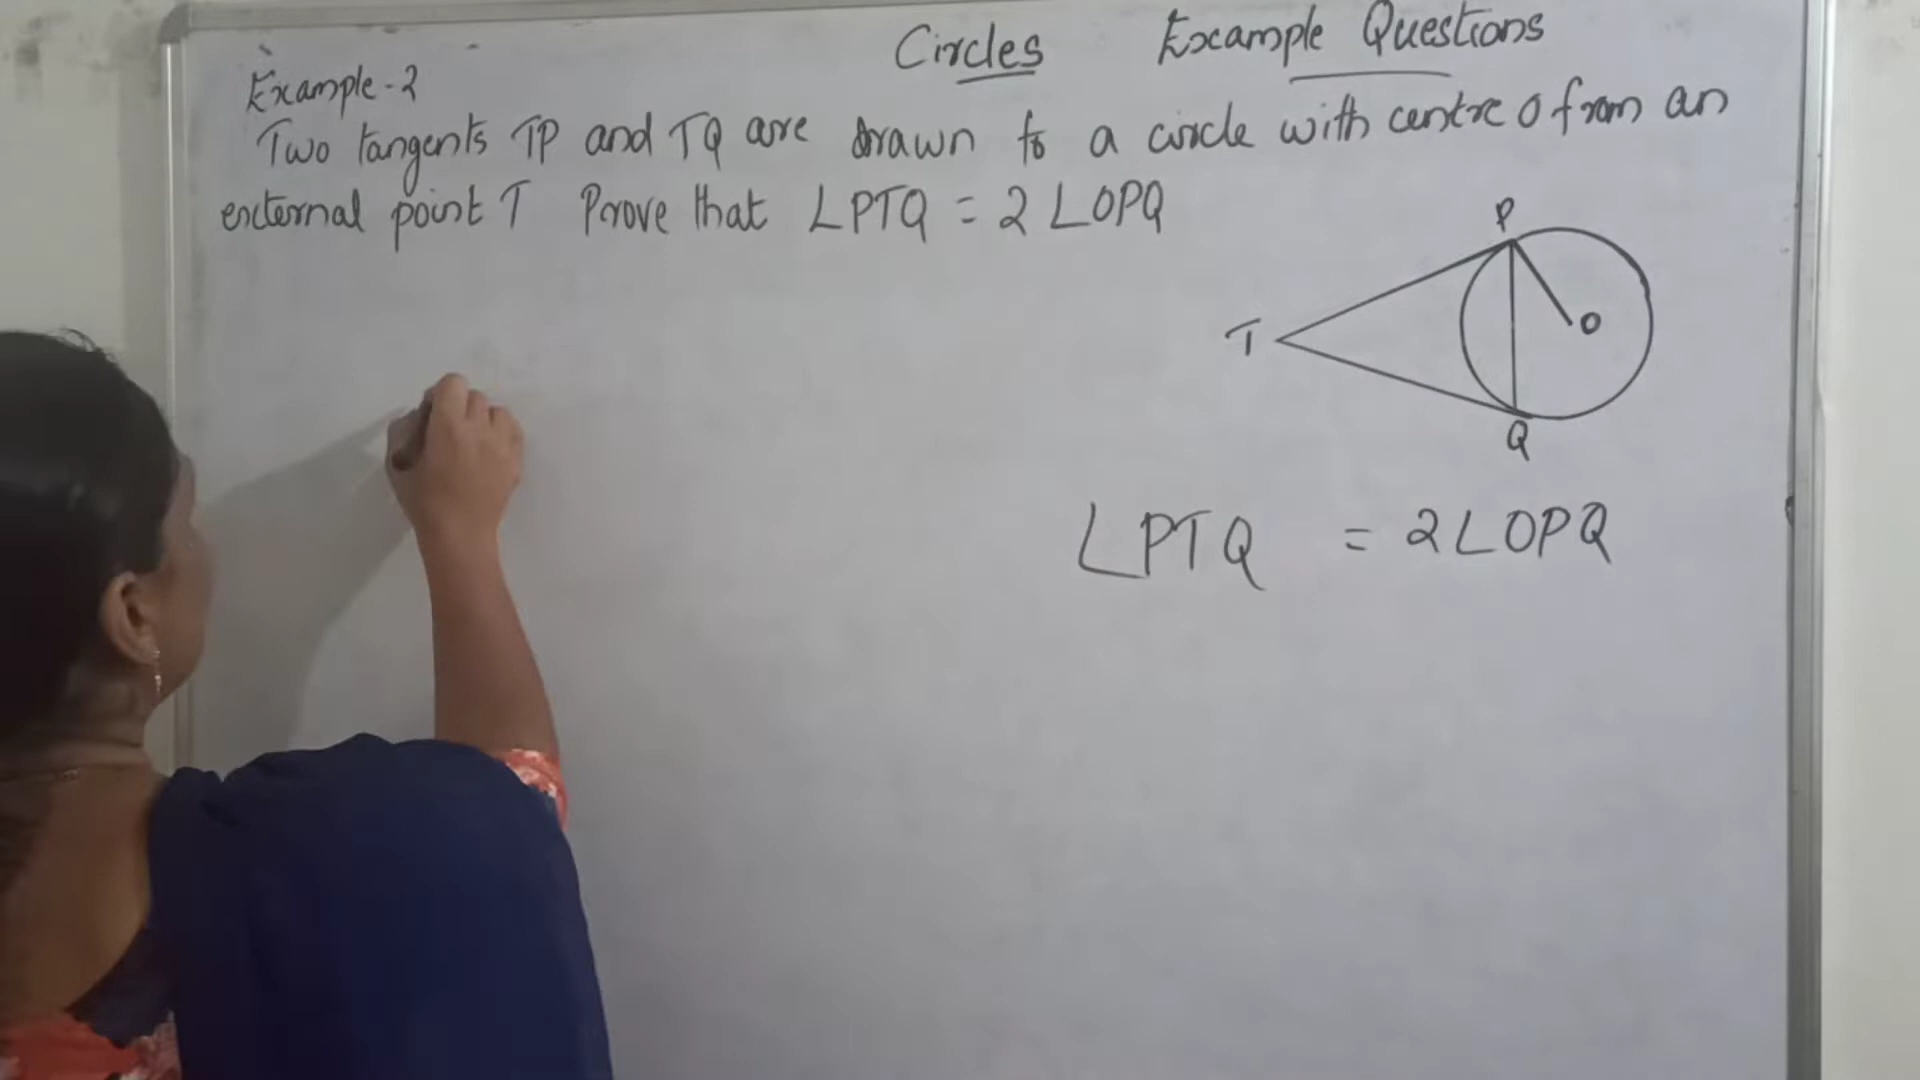 Circles Example Questions
Example-2
Two tangents TP and TQ are drawn to a circle with centre O from an
external point T Prove that ∠PTQ = 2 ∠OPQ
P
T
O
Q
∠PTQ = 2∠OPQ